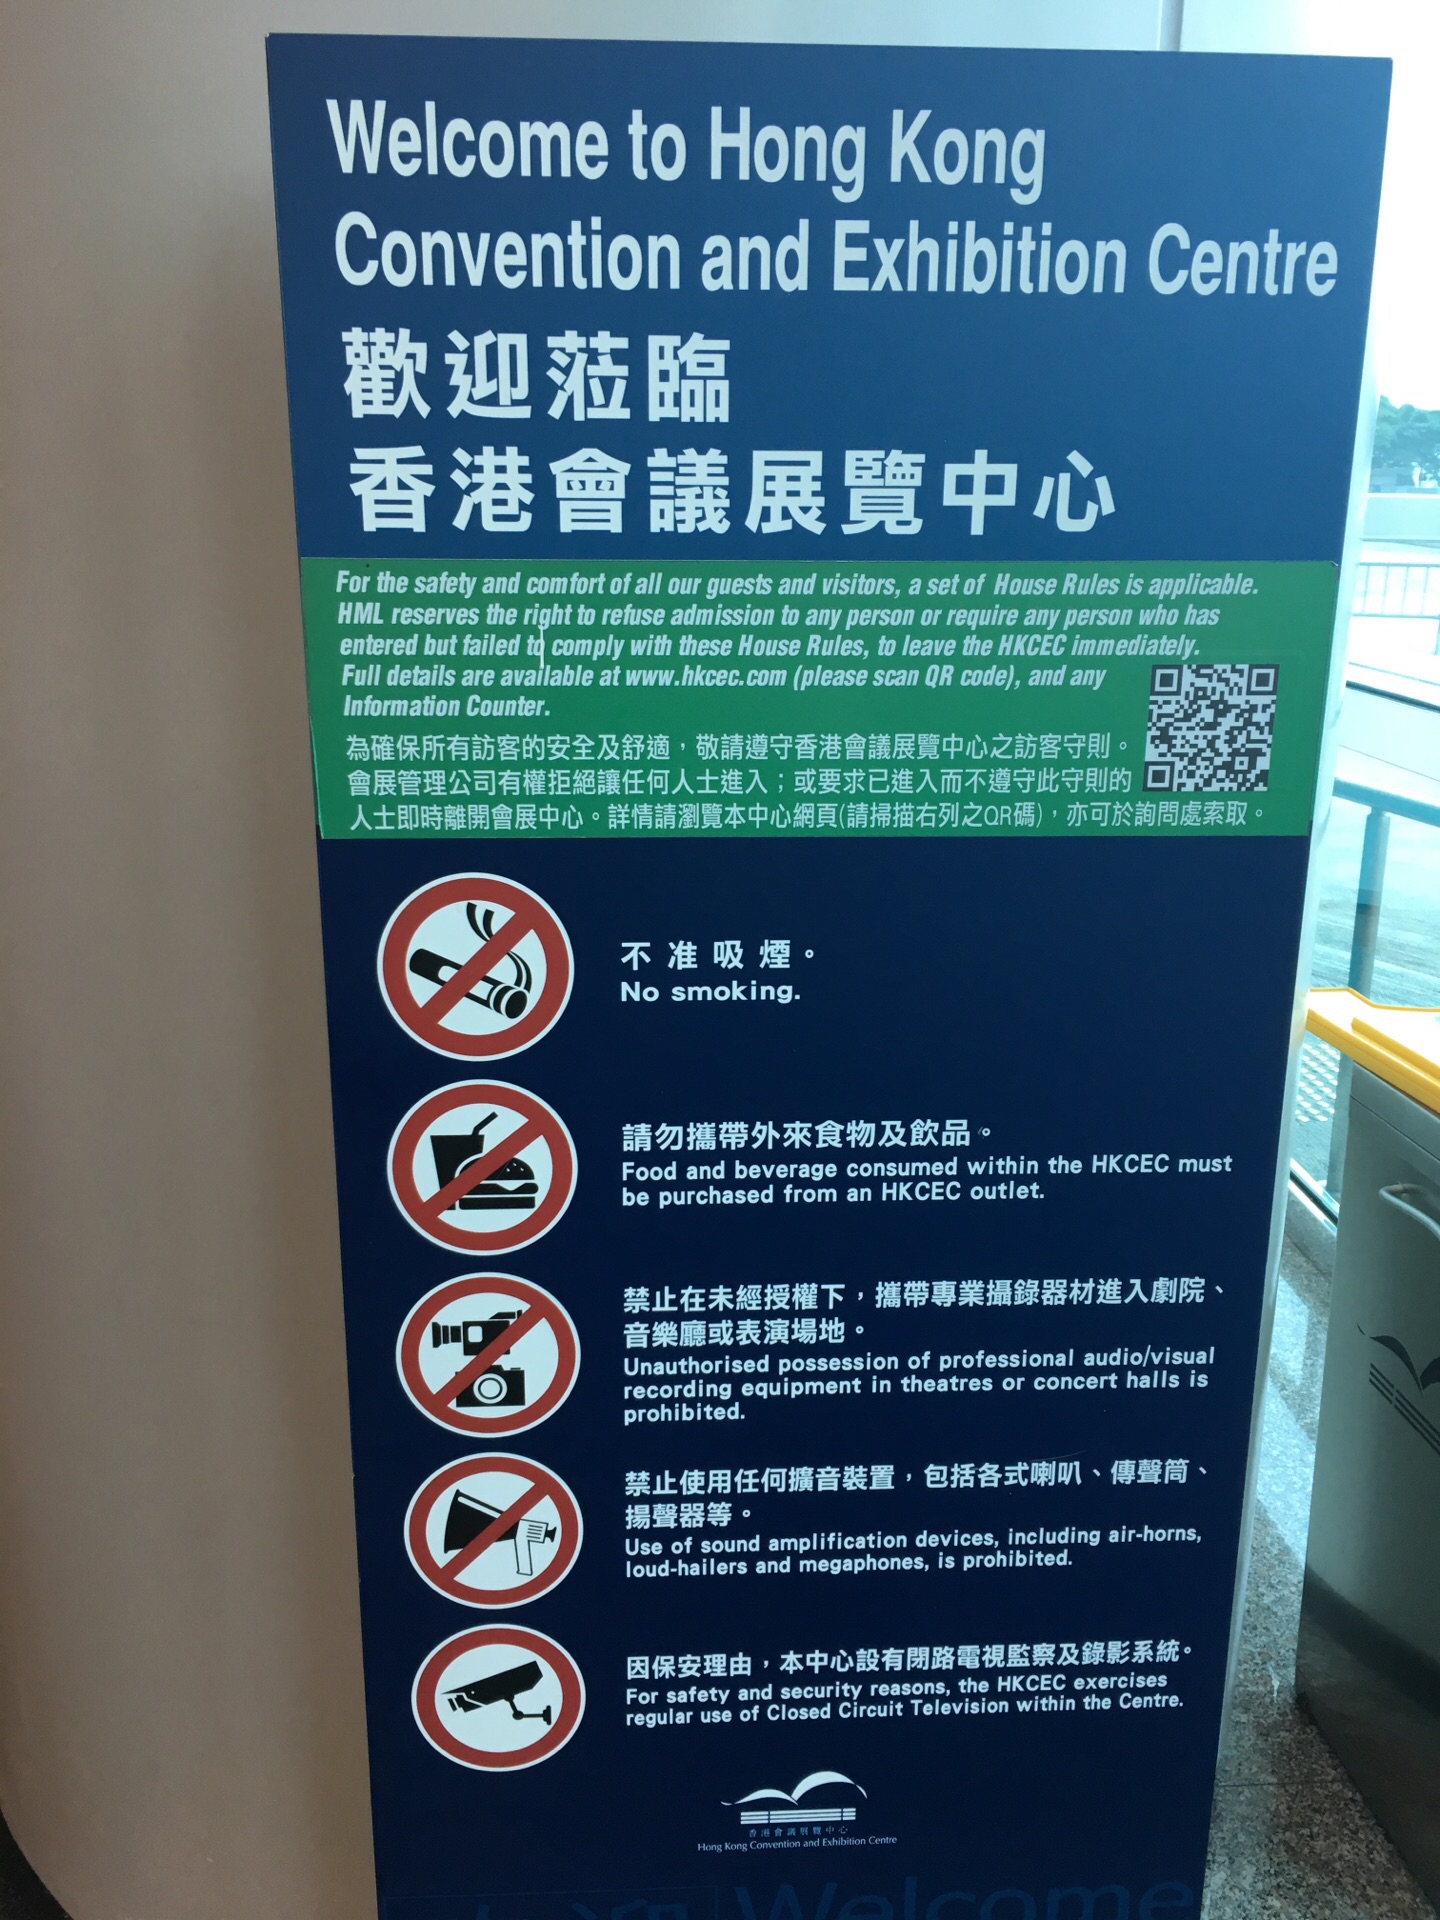 Welcome to Hong Kong
Convention and Exhibition Centre
歡迎蒞臨
香港會議展覽中心
For the safety and comfort of all our guests and visitors, a set of House Rules is applicable.
HML reserves the right to refuse admission to any person or require any person who has
entered but failed to comply with these House Rules, to leave the HKCEC immediately.
Full details are available at www.hkcec.com (please scan QR code), and any
Information Counter.
為確保所有訪客的安全及舒適，敬請遵守香港會議展覽中心之訪客守則。
會展管理公司有權拒絕讓任何人士進入；或要求已進入而不遵守此守則的
人士即時離開會展中心。詳情請瀏覽本中心網頁(請掃描右列之QR碼)，亦可於詢問處索取。
不准吸煙。
No smoking.
請勿攜帶外來食物及飲品。
Food and beverage consumed within the HKCEC must
be purchased from an HKCEC outlet.
禁止在未經授權下，攜帶專業攝錄器材進入劇院、
音樂廳或表演場地。
Unauthorised possession of professional audio/visual
recording equipment in theatres or concert halls is
prohibited.
禁止使用任何擴音裝置，包括各式喇叭、傳聲筒、
揚聲器等。
Use of sound amplification devices, including air-horns,
loud-hailers and megaphones, is prohibited.
因保安理由，本中心設有閉路電視監察及錄影系統。
For safety and security reasons, the HKCEC exercises
regular use of Closed Circuit Television within the Centre.
香港會議展覽中心
Hong Kong Convention and Exhibition Centre
Welcome